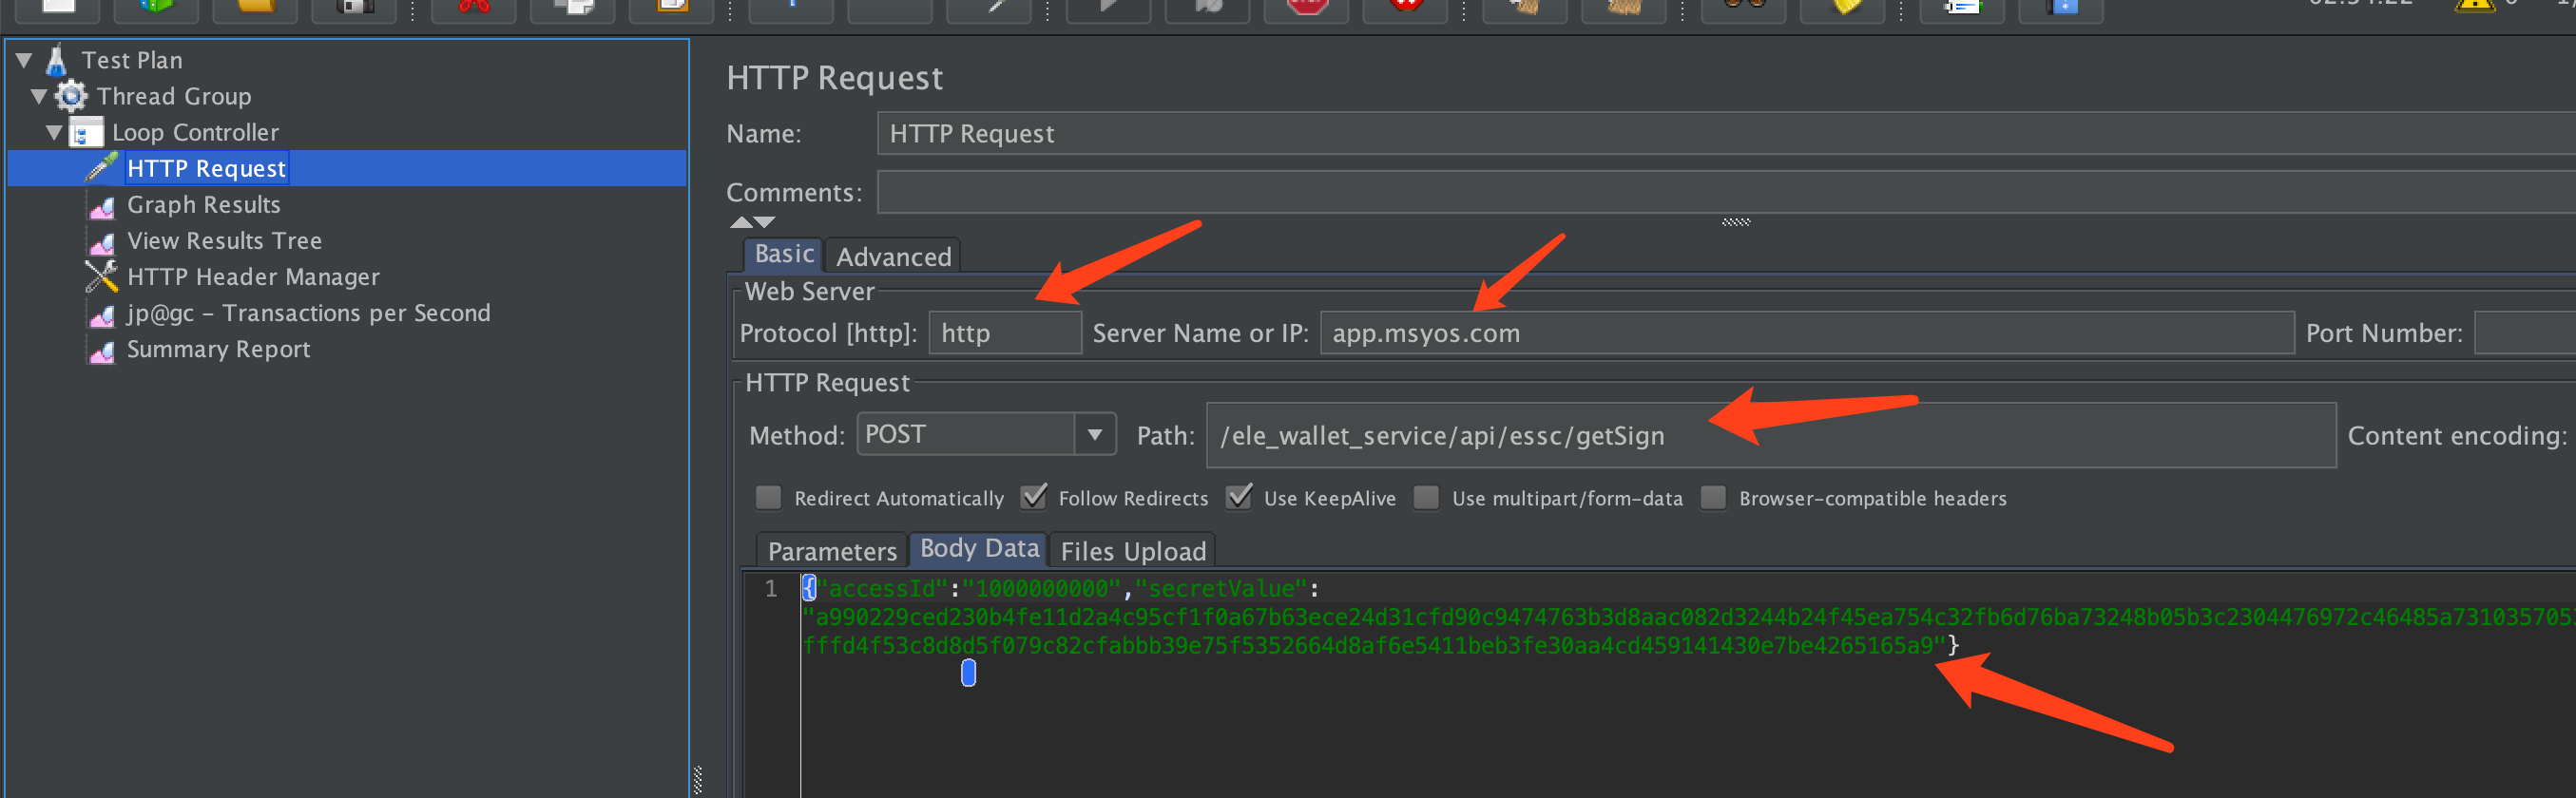 Test Plan
Thread Group
Loop Controller
HTTP Request
Graph Results
View Results Tree
HTTP Header Manager
jp@gc - Transactions per Second
Summary Report
HTTP Request
Name: HTTP Request
Comments:
Basic Advanced
Web Server
Protocol [http]: http Server Name or IP: app.msyos.com Port Number:
HTTP Request
Method: POST Path: /ele_wallet_service/api/essc/getSign Content encoding:
Redirect Automatically Follow Redirects Use KeepAlive Use multipart/form-data Browser-compatible headers
Parameters Body Data Files Upload
1 {"accessId":"1000000000","secretValue":
"a990229ced230b4fe11d2a4c95cf1f0a67b63ece24d31cfd90c9474763b3d8aac082d3244b24f45ea754c32fb6d76ba73248b05b3c2304476972c46485a7310357053
fffd4f53c8d8d5f079c82cfabbb39e75f5352664d8af6e5411beb3fe30aa4cd459141430e7be4265165a9"}